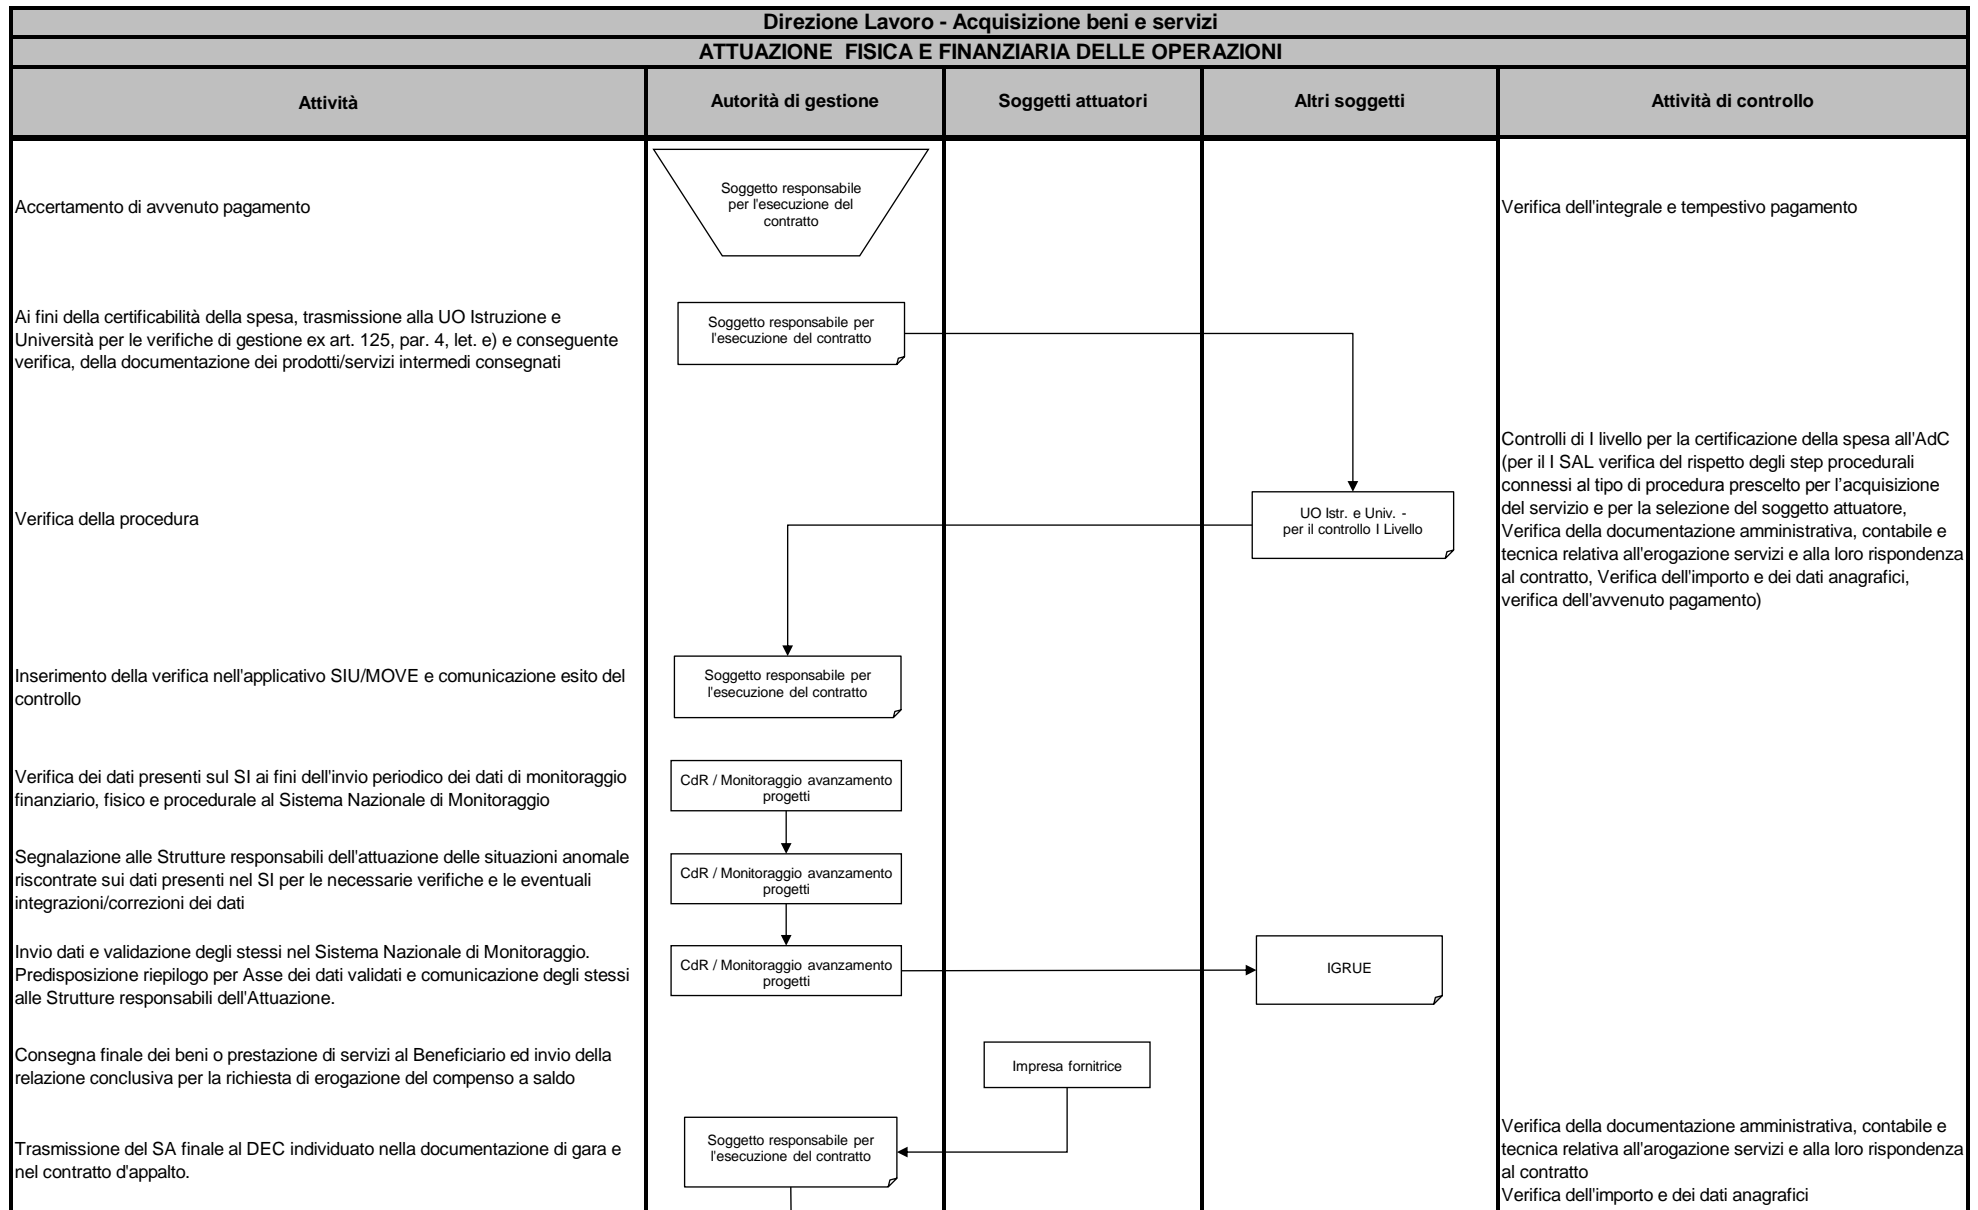 Direzione Lavoro - Acquisizione beni e servizi
ATTUAZIONE FISICA E FINANZIARIA DELLE OPERAZIONI
Attività
Autorità di gestione
Soggetti attuatori
Altri soggetti
Attività di controllo
Accertamento di avvenuto pagamento
Soggetto responsabile
per l'esecuzione del
contratto
Verifica dell'integrale e tempestivo pagamento
Ai fini della certificabilità della spesa, trasmissione alla UO Istruzione e
Università per le verifiche di gestione ex art. 125, par. 4, let. e) e conseguente
verifica, della documentazione dei prodotti/servizi intermedi consegnati
Soggetto responsabile per
l'esecuzione del contratto
Verifica della procedura
UO Istr. e Univ. -
per il controllo I Livello
Controlli di I livello per la certificazione della spesa all'AdC
(per il I SAL verifica del rispetto degli step procedurali
connessi al tipo di procedura prescelto per l’acquisizione
del servizio e per la selezione del soggetto attuatore,
Verifica della documentazione amministrativa, contabile e
tecnica relativa all'erogazione servizi e alla loro rispondenza
al contratto, Verifica dell'importo e dei dati anagrafici,
verifica dell'avvenuto pagamento)
Inserimento della verifica nell'applicativo SIU/MOVE e comunicazione esito del
controllo
Soggetto responsabile per
l'esecuzione del contratto
Verifica dei dati presenti sul SI ai fini dell'invio periodico dei dati di monitoraggio
finanziario, fisico e procedurale al Sistema Nazionale di Monitoraggio
CdR / Monitoraggio avanzamento
progetti
Segnalazione alle Strutture responsabili dell'attuazione delle situazioni anomale
riscontrate sui dati presenti nel SI per le necessarie verifiche e le eventuali
integrazioni/correzioni dei dati
CdR / Monitoraggio avanzamento
progetti
Invio dati e validazione degli stessi nel Sistema Nazionale di Monitoraggio.
Predisposizione riepilogo per Asse dei dati validati e comunicazione degli stessi
alle Strutture responsabili dell'Attuazione.
CdR / Monitoraggio avanzamento
progetti
IGRUE
Consegna finale dei beni o prestazione di servizi al Beneficiario ed invio della
relazione conclusiva per la richiesta di erogazione del compenso a saldo
Impresa fornitrice
Trasmissione del SA finale al DEC individuato nella documentazione di gara e
nel contratto d'appalto.
Soggetto responsabile per
l'esecuzione del contratto
Verifica della documentazione amministrativa, contabile e
tecnica relativa all'arogazione servizi e alla loro rispondenza
al contratto
Verifica dell'importo e dei dati anagrafici